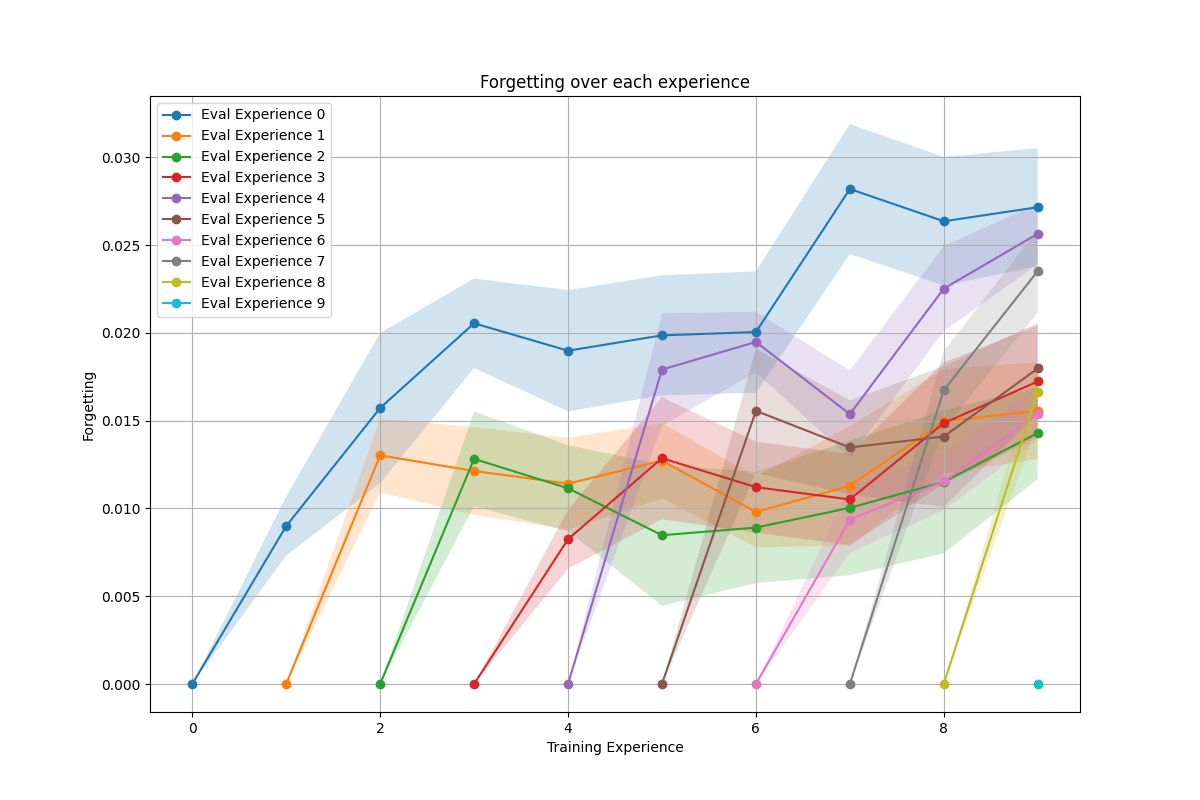 Forgetting over each experience
Eval Experience 0
Eval Experience 1
Eval Experience 2
Eval Experience 3
Eval Experience 4
Eval Experience 5
Eval Experience 6
Eval Experience 7
Eval Experience 8
Eval Experience 9
0.030
0.025
0.020
0.015
0.010
0.005
0.000
Forgetting
0 2 4 6 8
Training Experience